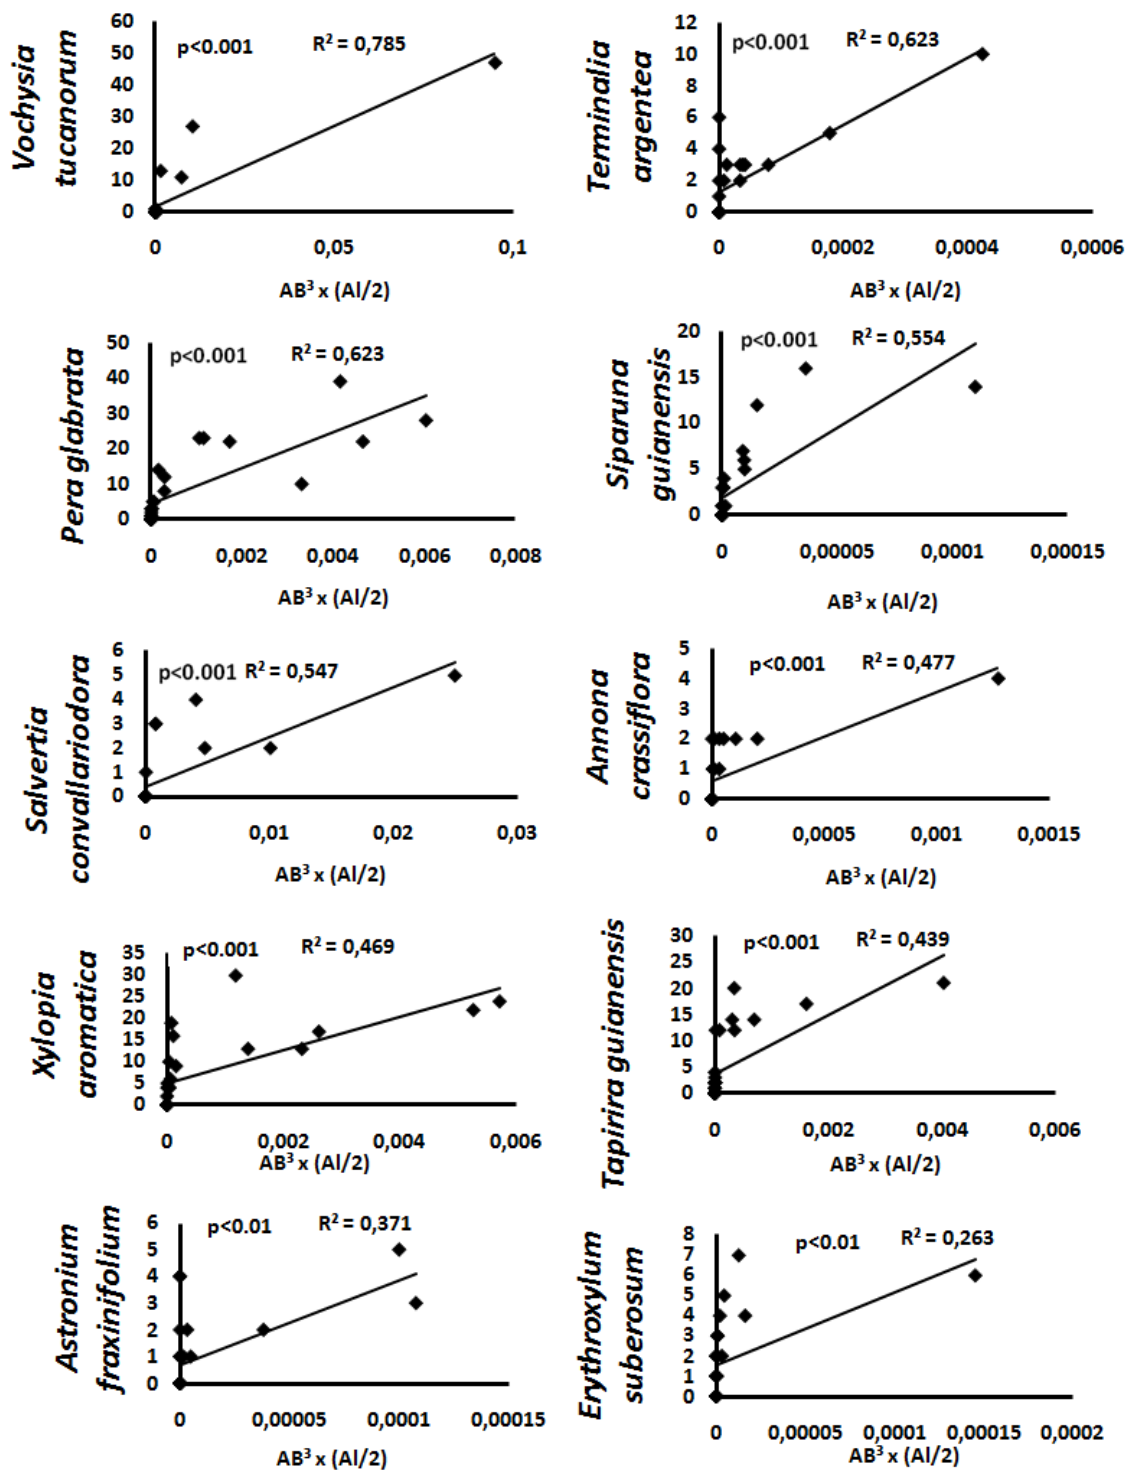 Vochysia
tucanorum
p<0.001
R² = 0,785
60
50
40
30
20
10
0
0 0,05 0,1
AB³ x (Al/2)
Terminalia
argentea
p<0.001
R² = 0,623
12
10
8
6
4
2
0
0 0,0002 0,0004 0,0006
AB³ x (Al/2)
Pera glabrata
p<0.001
R² = 0,623
50
40
30
20
10
0
0 0,002 0,004 0,006 0,008
AB³ x (Al/2)
Siparuna
guianensis
p<0.001
R² = 0,554
20
15
10
5
0
0 0,00005 0,0001 0,00015
AB³ x (Al/2)
Salvertia
convallariodora
p<0.001 R² = 0,547
6
5
4
3
2
1
0
0 0,01 0,02 0,03
AB³ x (Al/2)
Annona
crassiflora
p<0.001
R² = 0,477
5
4
3
2
1
0
0 0,0005 0,001 0,0015
AB³ x (Al/2)
Xylopia
aromatica
p<0.001
R² = 0,469
35
30
25
20
15
10
5
0
0 0,002 0,004 0,006
AB³ x (Al/2)
Tapirira guianensis
p<0.001
R² = 0,439
30
25
20
15
10
5
0
0 0,002 0,004 0,006
AB³ x (Al/2)
Astronium
fraxinifolium
p<0.01
R² = 0,371
6
5
4
3
2
1
0
0 0,00005 0,0001 0,00015
AB³ x (Al/2)
Erythroxylum
suberosum
p<0.01
R² = 0,263
8
7
6
5
4
3
2
1
0
0 0,00005 0,0001 0,00015 0,0002
AB³ x (Al/2)